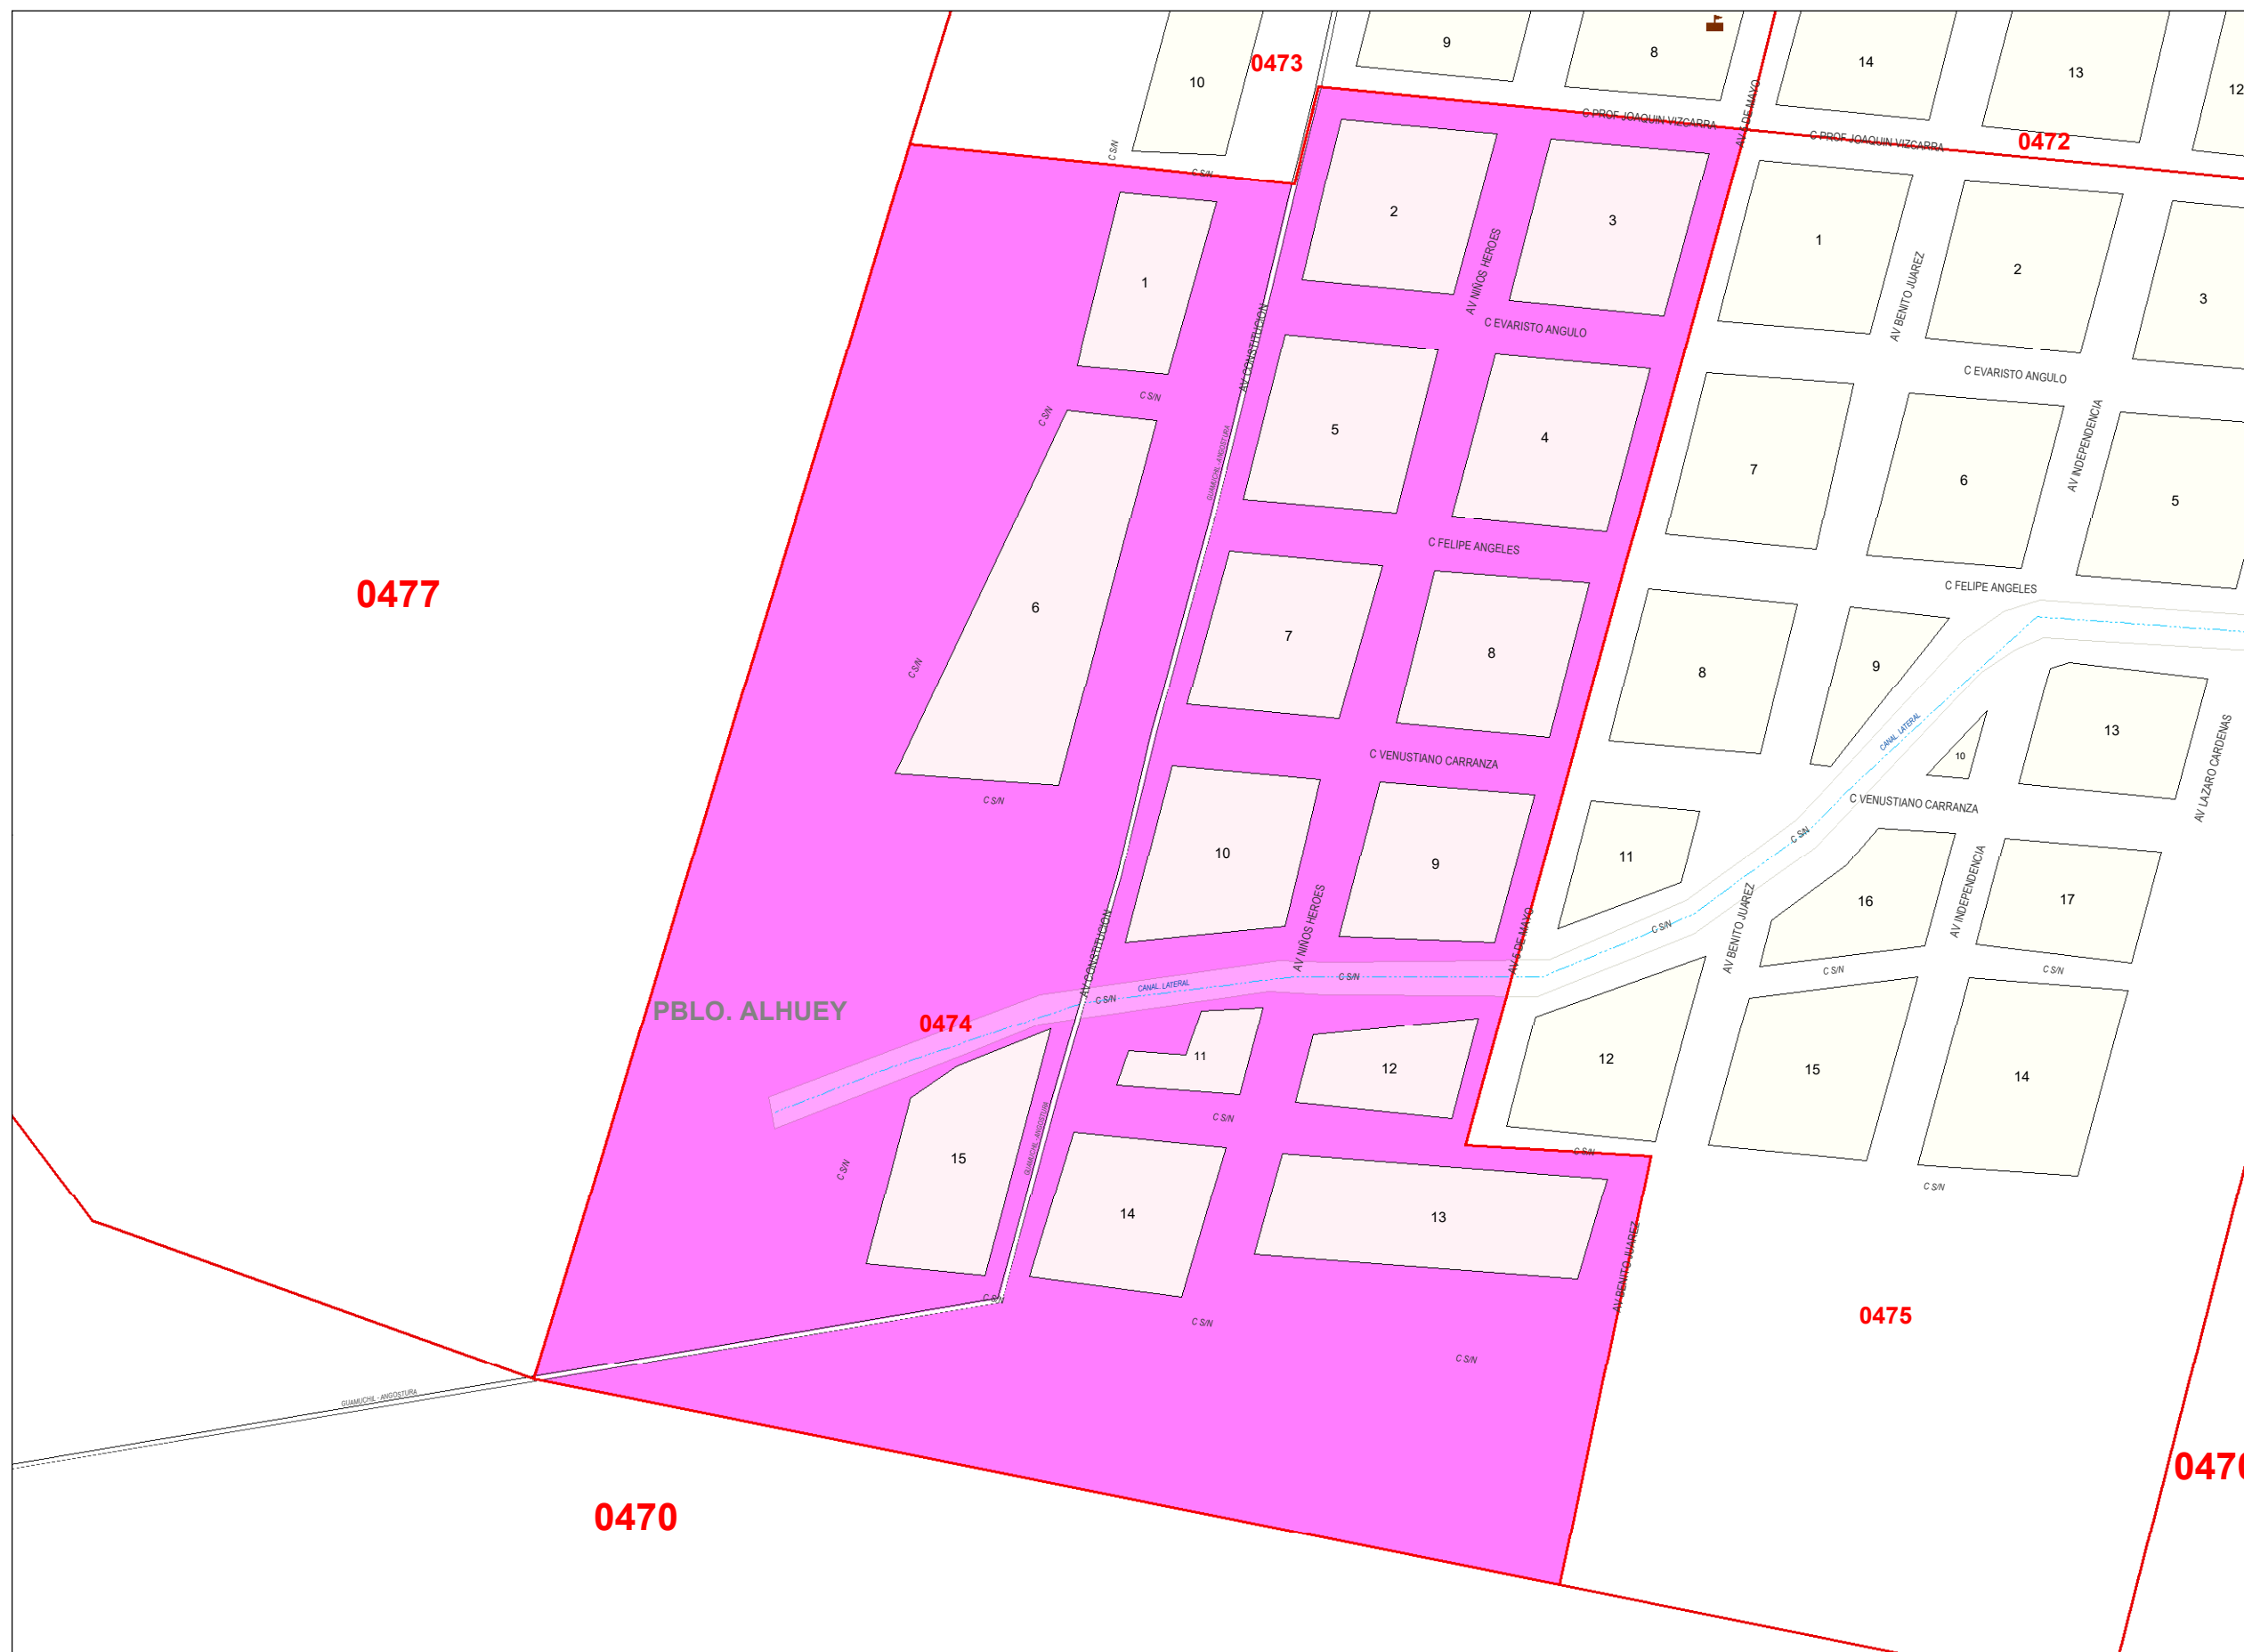 9
8
14
13
12
10
0473
C PROF JOAQUIN VIZCARRA
AV 5 DE MAYO
C PROF JOAQUIN VIZCARRA
0472
C S/N
C S/N
2
3
1
2
3
1
AV NIÑOS HEROES
AV BENITO JUAREZ
C EVARISTO ANGULO
AV CONSTITUCION
C EVARISTO ANGULO
C S/N
C S/N
5
4
7
6
5
AV INDEPENDENCIA
GUAMUCHIL - ANGOSTURA
C FELIPE ANGELES
C FELIPE ANGELES
0477
6
7
8
8
9
C S/N
CANAL LATERAL
10
13
AV LAZARO CARDENAS
C VENUSTIANO CARRANZA
C VENUSTIANO CARRANZA
C S/N
C S/N
10
9
11
16
17
AV NIÑOS HEROES
AV 5 DE MAYO
C S/N
AV BENITO JUAREZ
AV INDEPENDENCIA
AV CONSTITUCION
C S/N
C S/N
C S/N
CANAL LATERAL
C S/N
PBLO. ALHUEY
0474
11
12
12
15
14
C S/N
C S/N
GUAMUCHIL - ANGOSTURA
15
C S/N
C S/N
14
13
AV BENITO JUAREZ
C S/N
C S/N
C S/N
0475
GUAMUCHIL - ANGOSTURA
0470